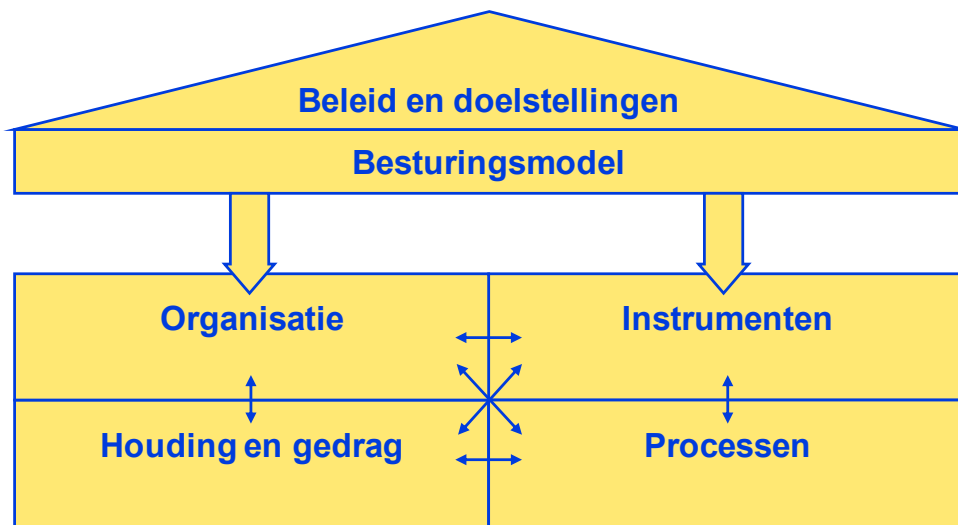 Beleid en doelstellingen
Besturingsmodel
Organisatie
Instrumenten
Houding en gedrag
Processen